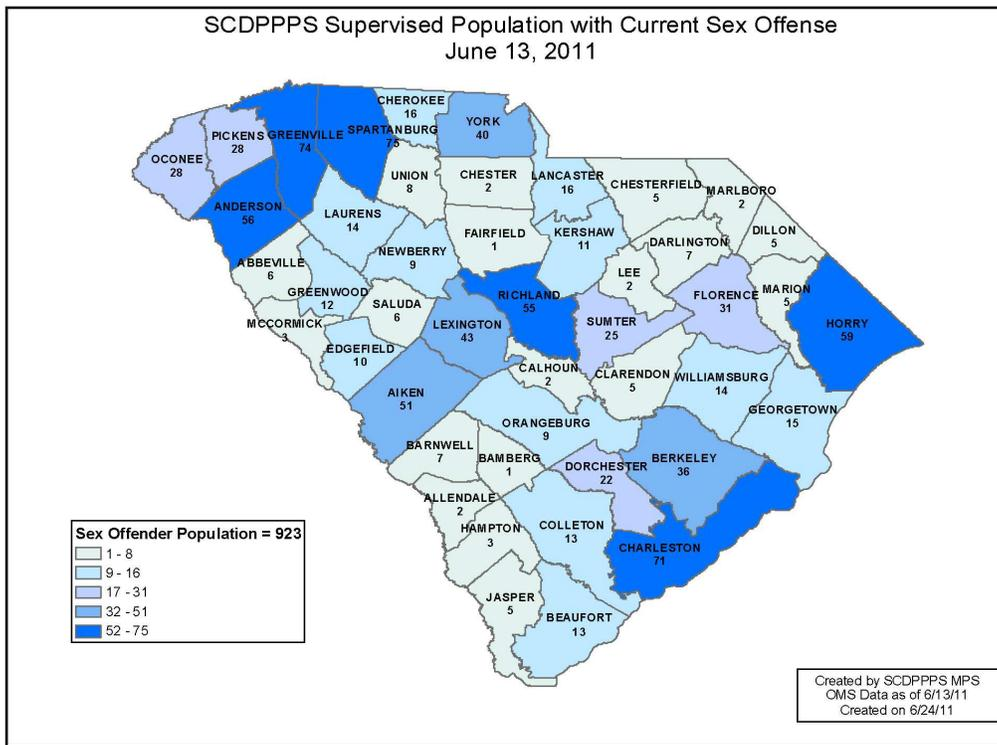 SCDPPPS Supervised Population with Current Sex Offense
June 13, 2011
CHEROKEE
16
YORK
40
PICKENS
28
GREENVILLE
74
SPARTANBURG
75
OCONEE
28
UNION
8
CHESTER
2
LANCASTER
16
CHESTERFIELD
5
MARLBORO
2
ANDERSON
56
LAURENS
14
FAIRFIELD
1
KERSHAW
11
DARLINGTON
7
DILLON
5
NEWBERRY
9
ABBEVILLE
6
LEE
2
GREENWOOD
12
SALUDA
6
RICHLAND
55
FLORENCE
31
MARION
5
MCCORMICK
3
LEXINGTON
43
SUMTER
25
HORRY
59
EDGEFIELD
10
CALHOUN
2
CLARENDON
5
WILLIAMSBURG
14
AIKEN
51
GEORGETOWN
15
ORANGEBURG
9
BARNWELL
7
BAMBERG
1
DORCHESTER
22
BERKELEY
36
ALLENDALE
2
COLLETON
13
HAMPTON
3
CHARLESTON
71
JASPER
5
BEAUFORT
13
Sex Offender Population = 923
1 - 8
9 - 16
17 - 31
32 - 51
52 - 75
Created by SCDPPPS MPS
OMS Data as of 6/13/11
Created on 6/24/11